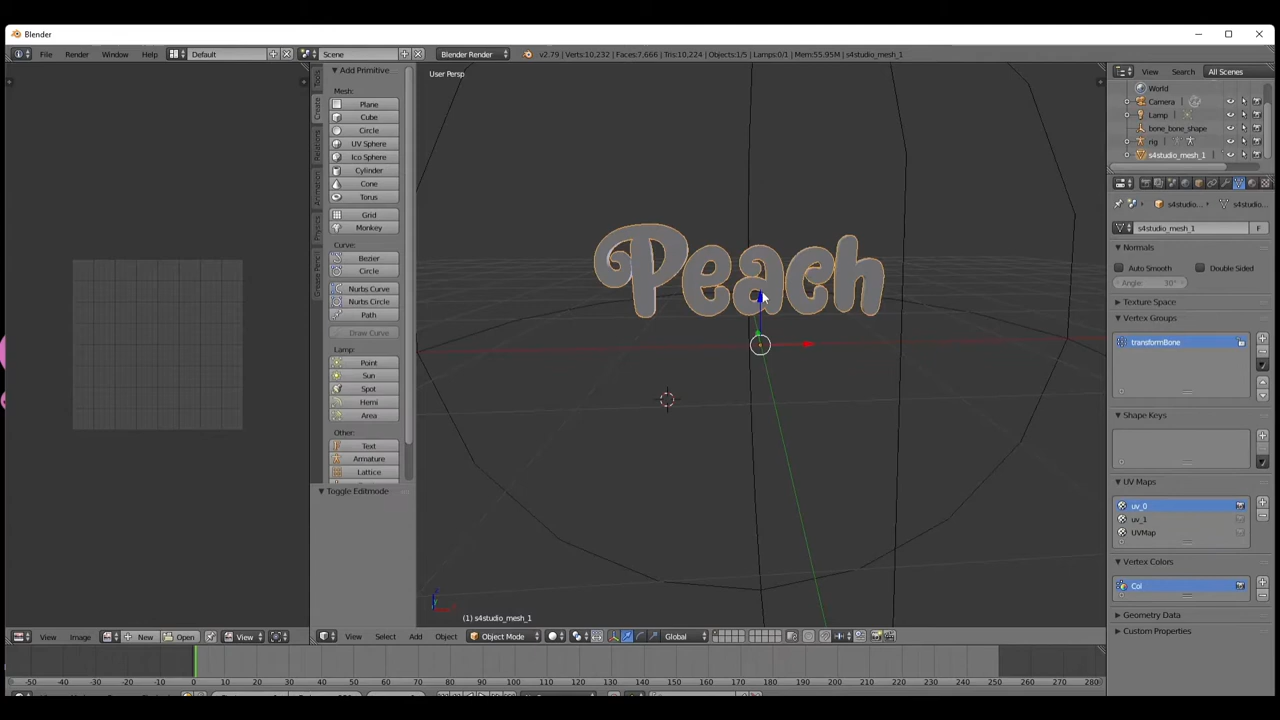 Blender
File Render Window Help Default Scene Blender Render v2.79 | Verts:10,232 | Faces:7,666 | Tris:10,224 | Objects:1/5 | Lamps:0/1 | Mem:55.95M | s4studio_mesh_1
View Search All Scenes
Tools
Create
Relations
Animation
Physics
Grease Pencil
Add Primitive
Mesh:
Plane
Cube
Circle
UV Sphere
Ico Sphere
Cylinder
Cone
Torus
Grid
Monkey
Curve:
Bezier
Circle
Nurbs Curve
Nurbs Circle
Path
Draw Curve
Lamp:
Point
Sun
Spot
Hemi
Area
Other:
Text
Armature
Lattice
Toggle Editmode
User Persp
Peach
(1) s4studio_mesh_1
World
Camera
Lamp
bone_bone_shape
rig
s4studio_mesh_1
s4studio... s4studio...
s4studio_mesh_1 F
Normals
Auto Smooth Double Sided
Angle: 30°
Texture Space
Vertex Groups
transformBone
Shape Keys
UV Maps
uv_0
uv_1
UVMap
Vertex Colors
Col
Geometry Data
Custom Properties
View Image New Open View
View Select Add Object Object Mode Global
-50 -40 -30 -20 -10 0 10 20 30 40 50 60 70 80 90 100 110 120 130 140 150 160 170 180 190 200 210 220 230 240 250 260 270 280